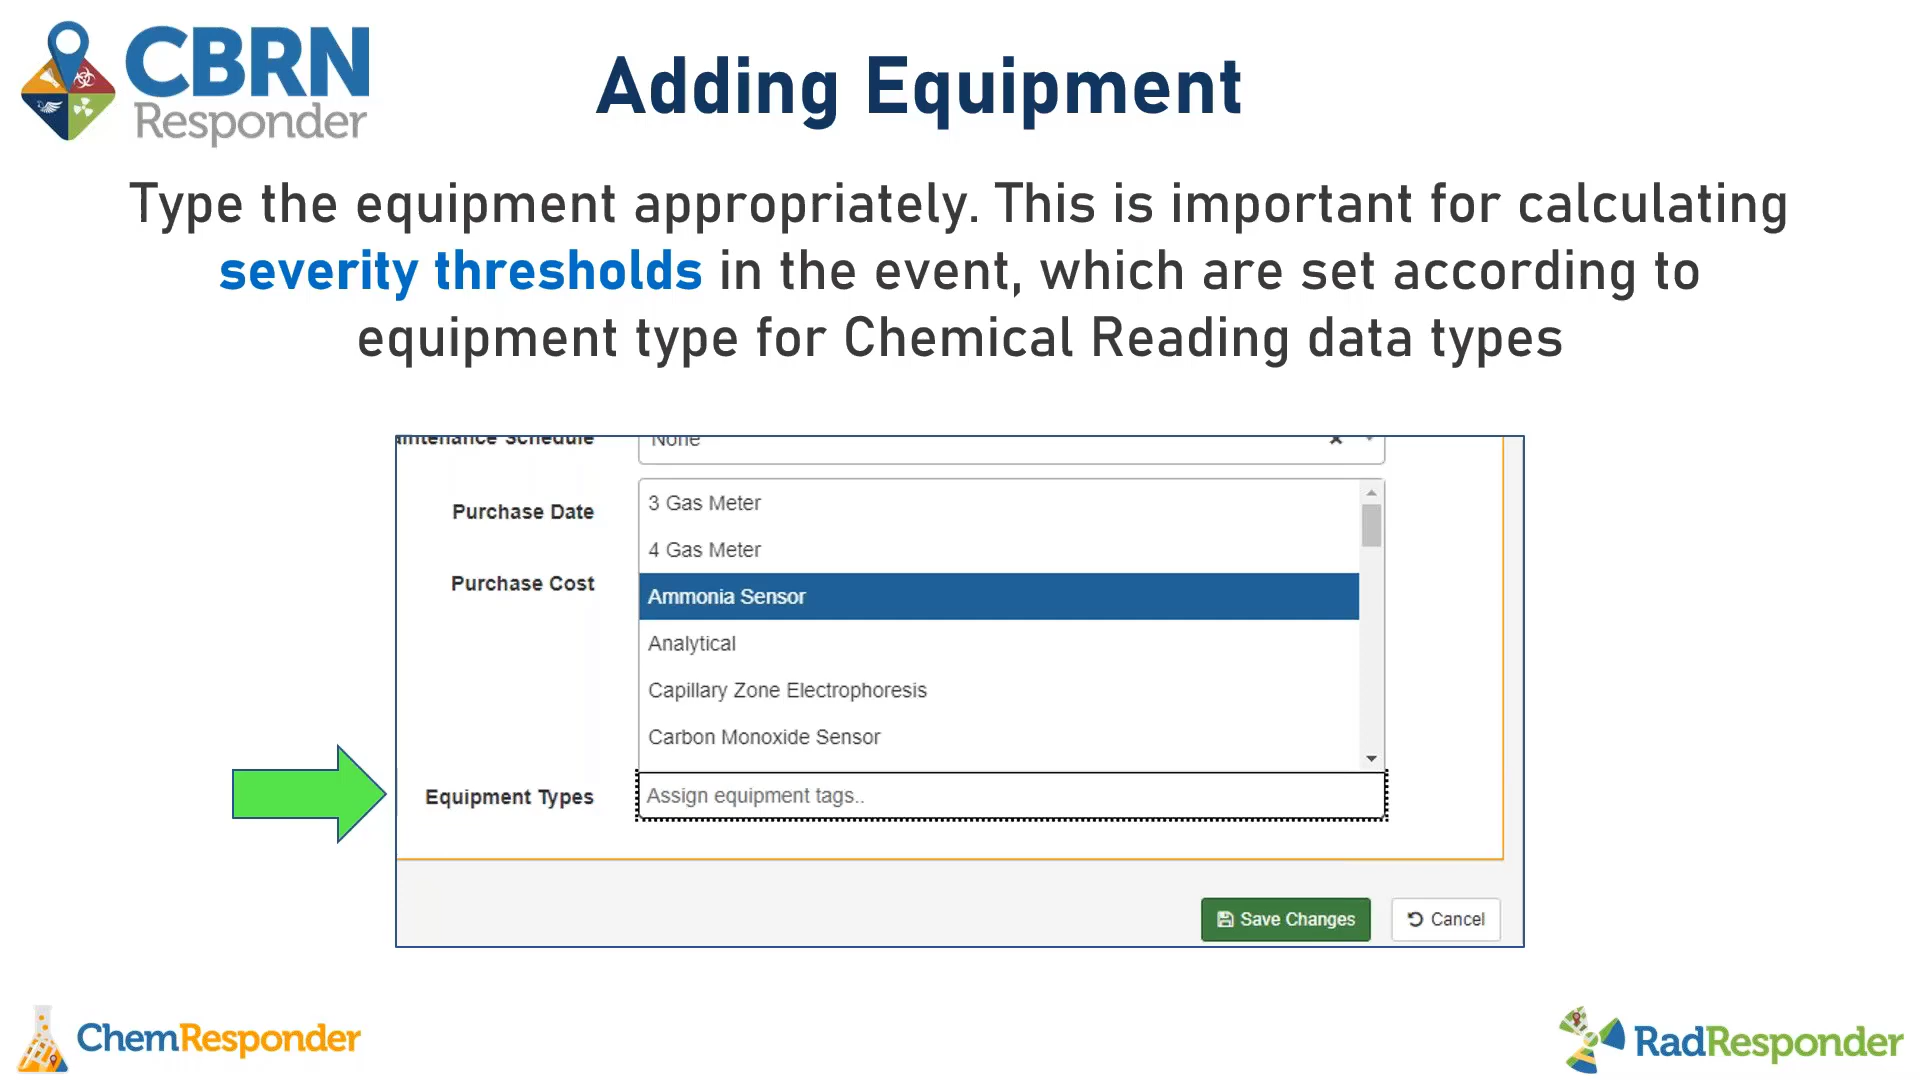 CBRN
Responder
Adding Equipment
Type the equipment appropriately. This is important for calculating
severity thresholds in the event, which are set according to
equipment type for Chemical Reading data types
Maintenance Schedule
None
Purchase Date
Purchase Cost
3 Gas Meter
4 Gas Meter
Ammonia Sensor
Analytical
Capillary Zone Electrophoresis
Carbon Monoxide Sensor
Equipment Types
Assign equipment tags..
Save Changes
Cancel
ChemResponder
RadResponder